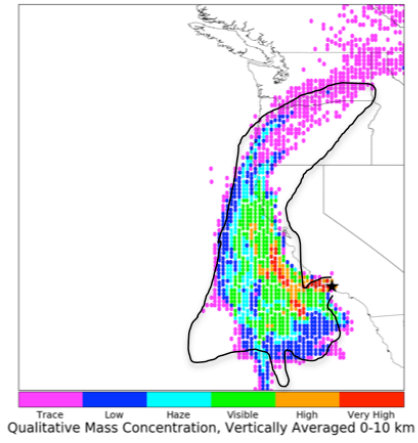 Trace Low Haze Visible High Very High
Qualitative Mass Concentration, Vertically Averaged 0-10 km